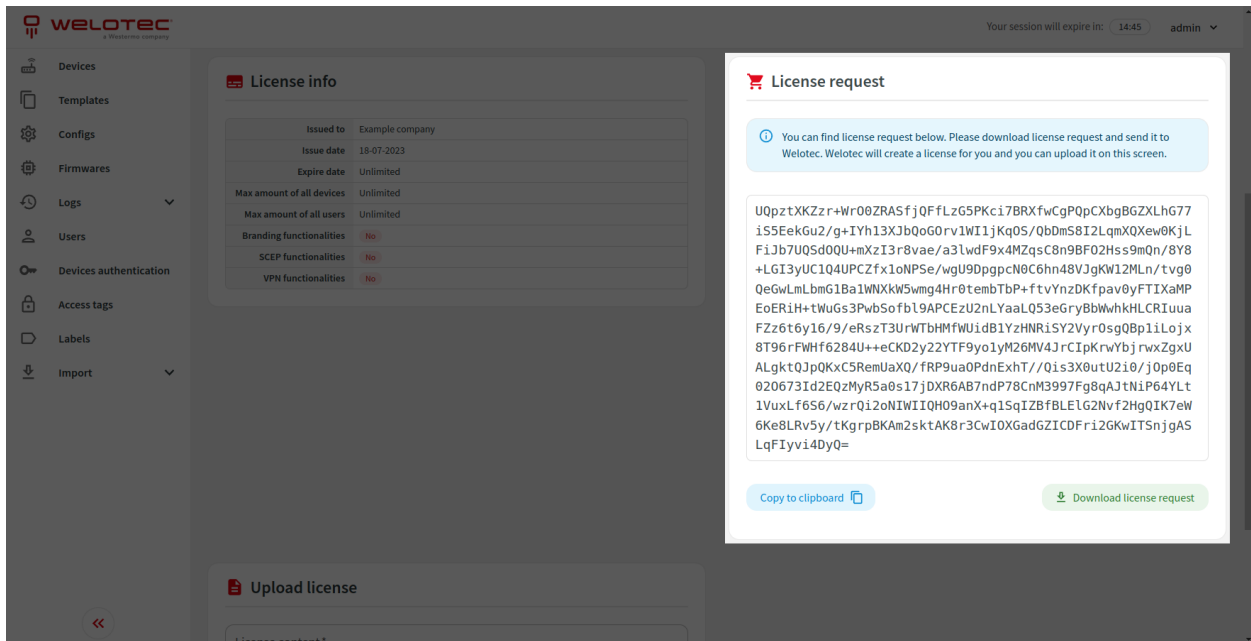 WELOTEC
a Westermo company
Your session will expire in: 14:45 admin
Devices
Templates
Configs
Firmwares
Logs
Users
Devices authentication
Access tags
Labels
Import
License info
Issued to Example company
Issue date 18-07-2023
Expire date Unlimited
Max amount of all devices Unlimited
Max amount of all users Unlimited
Branding functionalities No
SCEP functionalities No
VPN functionalities No
Upload license
License content *
License request
You can find license request below. Please download license request and send it to
Welotec. Welotec will create a license for you and you can upload it on this screen.
UQpztXKZzr+WrO0ZRASfjQFfLzG5PKci7BRXfwCgPQpCXbgBGZXLhG77
iS5EekGu2/g+IYh13XJbQoGOrv1WI1jKqOS/QbDmS8I2LqmXQXew0KjL
FiJb7UQSdOQU+mXzI3r8vae/a3lwdF9x4MZqsC8n9BFO2Hss9mQn/8Y8
+LGI3yUC1Q4UPCZfx1oNPSe/wgU9DpgpcN0C6hn48VJgKW12MLn/tvg0
QeGwLmLbmG1Ba1WNXkW5wmg4Hr0tembTbP+ftvYnzDKfpav0yFTIXaMP
EoERiH+tWuGs3PwbSofbl9APCEzU2nLYaaLQ53eGryBbWwhkHLCRIuua
FZz6t6y16/9/eRszT3UrWTbHMfWUidB1YzHNRiSY2VyrOsgQBp1iLojx
8T96rFWHf6284U++eCKD2y22YTF9yo1yM26MV4JrCIpKrwYbjrwxZgxU
ALgktQJpQKxC5RemUaXQ/fRP9uaOPdnExhT//Qis3X0utU2i0/jOp0Eq
02O673Id2EQzMyR5a0s17jDXR6AB7ndP78CnM3997Fg8qAJtNiP64YLt
1VuxLf6S6/wzrQi2oNIWIIQHO9anX+q1SqIZBfBLElG2Nvf2HgQIK7eW
6Ke8LRv5y/tKgrpBKAm2sktAK8r3CwIOXGadGZICDFri2GKwITSnjgAS
LqFIyvi4DyQ=
Copy to clipboard
Download license request